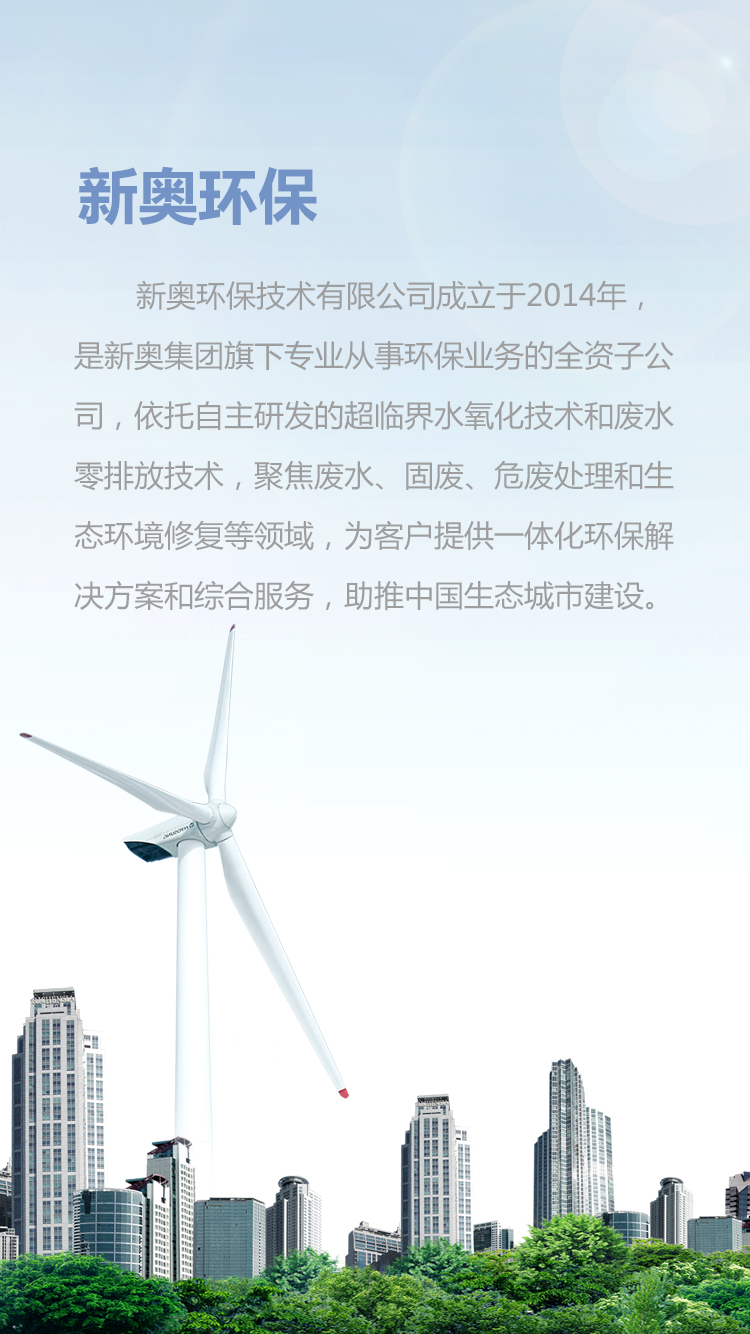 新奥环保
新奥环保技术有限公司成立于2014年，
是新奥集团旗下专业从事环保业务的全资子公
司，依托自主研发的超临界水氧化技术和废水
零排放技术，聚焦废水、固废、危废处理和生
态环境修复等领域，为客户提供一体化环保解
决方案和综合服务，助推中国生态城市建设。